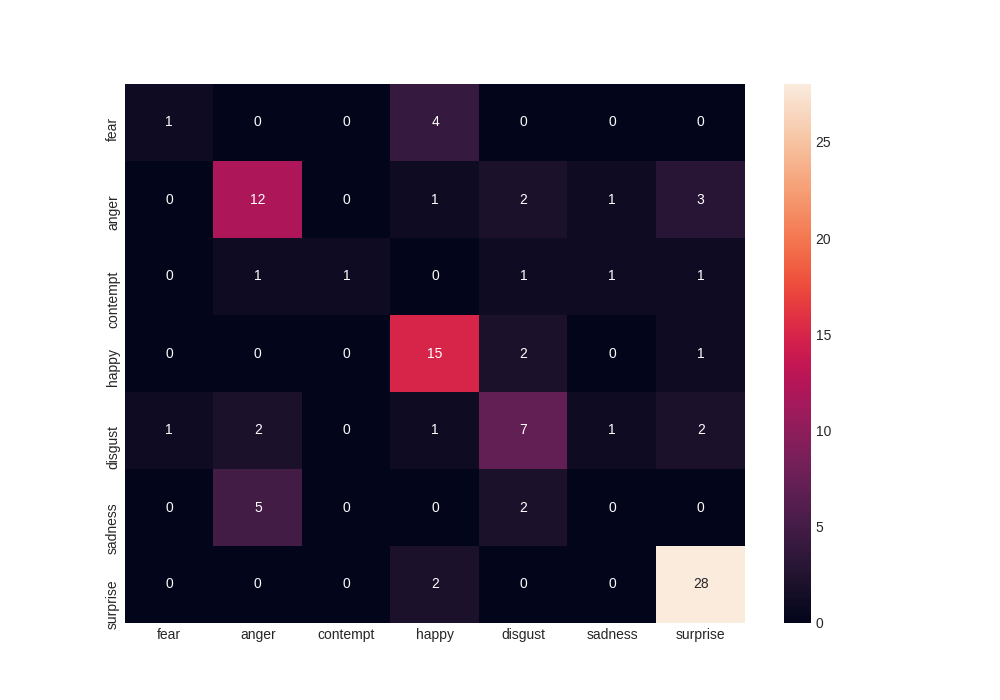 fear 1 0 0 4 0 0 0
anger 0 12 0 1 2 1 3
contempt 0 1 1 0 1 1 1
happy 0 0 0 15 2 0 1
disgust 1 2 0 1 7 1 2
sadness 0 5 0 0 2 0 0
surprise 0 0 0 2 0 0 28
fear anger contempt happy disgust sadness surprise
25
20
15
10
5
0